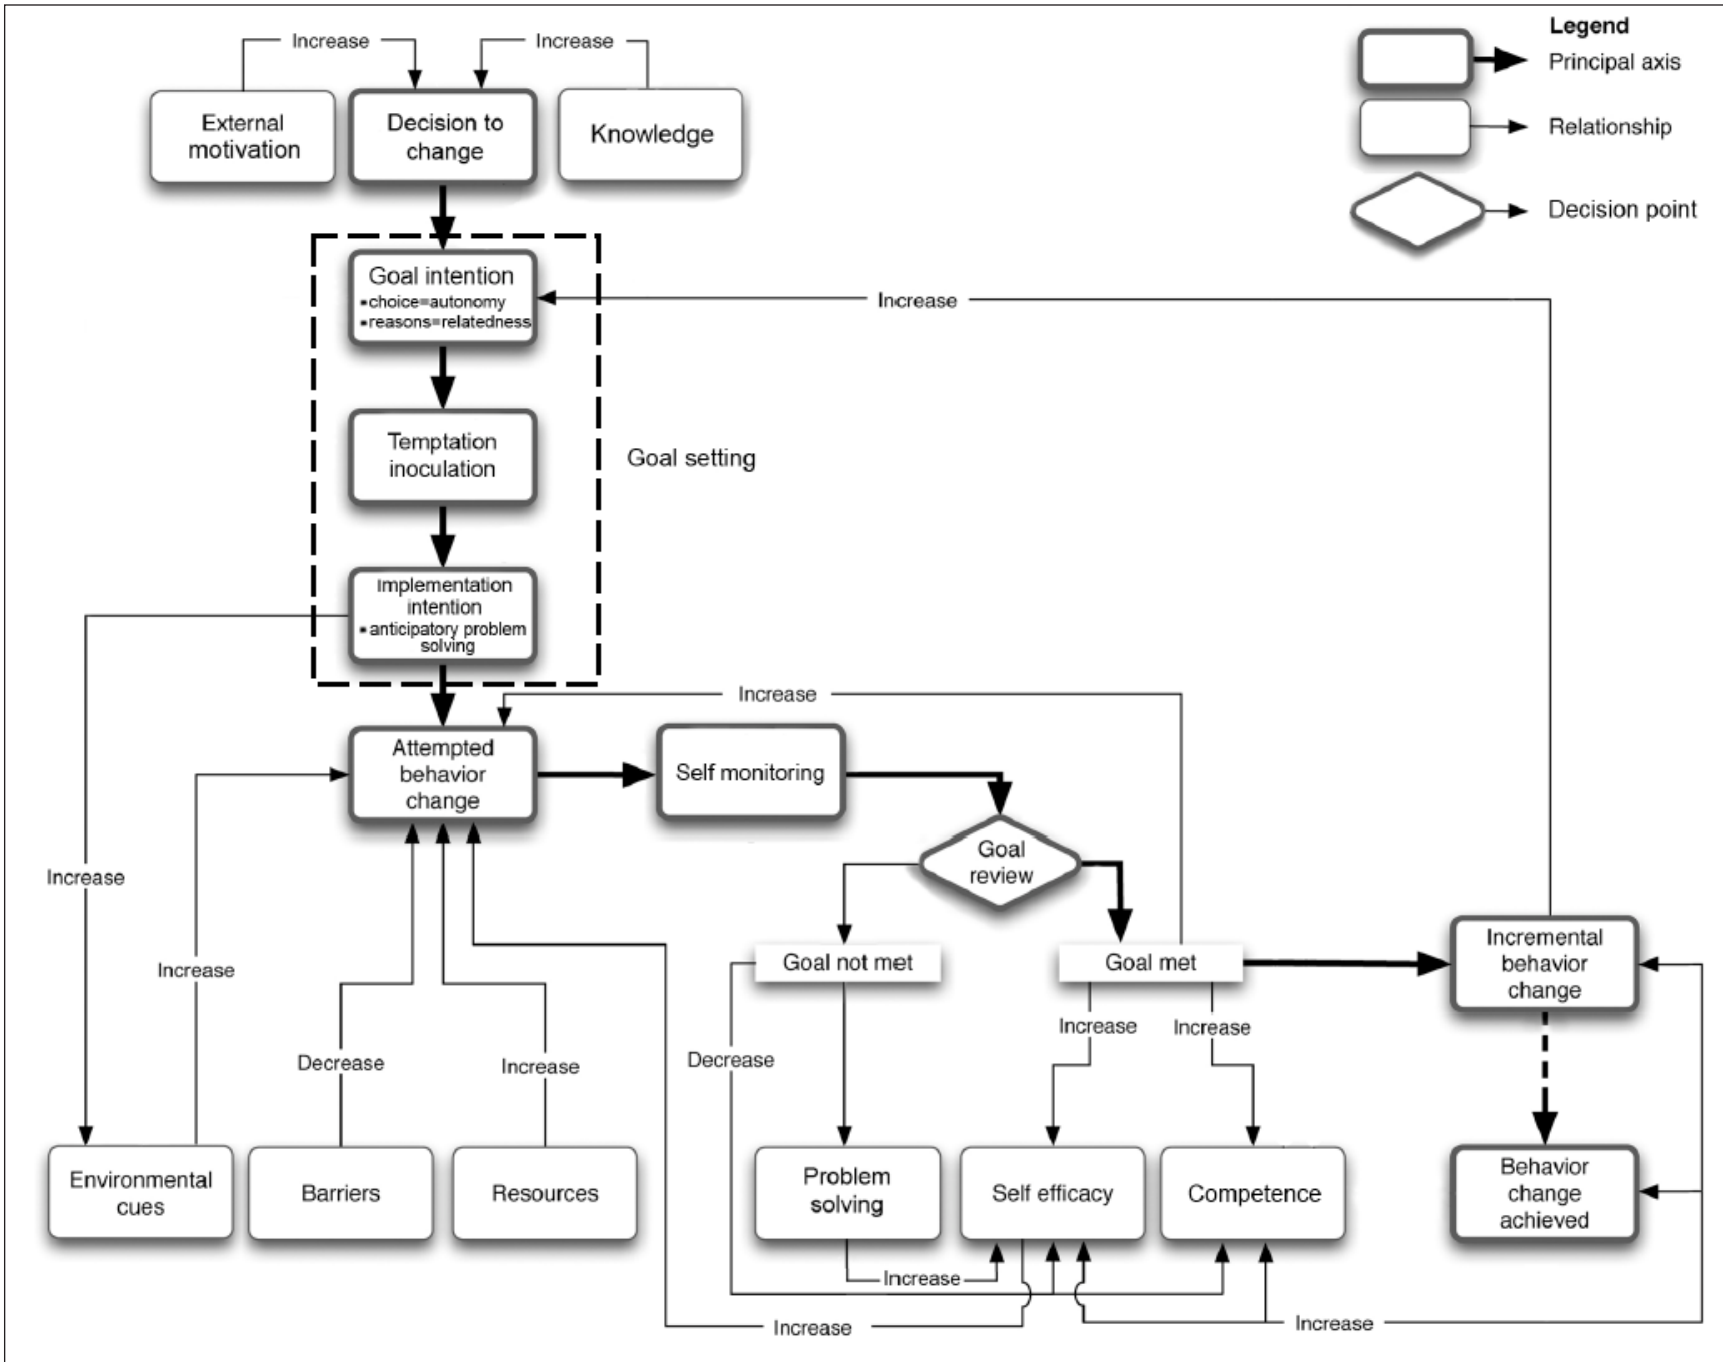 Legend
Principal axis
Relationship
Decision point
Increase
Increase
External
motivation
Decision to
change
Knowledge
Goal intention
•choice=autonomy
•reasons=relatedness
Increase
Temptation
inoculation
Goal setting
Implementation
intention
•anticipatory problem
solving
Increase
Attempted
behavior
change
Self monitoring
Goal
review
Increase
Increase
Goal not met
Goal met
Incremental
behavior
change
Increase
Increase
Decrease
Increase
Decrease
Environmental
cues
Barriers
Resources
Problem
solving
Self efficacy
Competence
Behavior
change
achieved
Increase
Increase
Increase